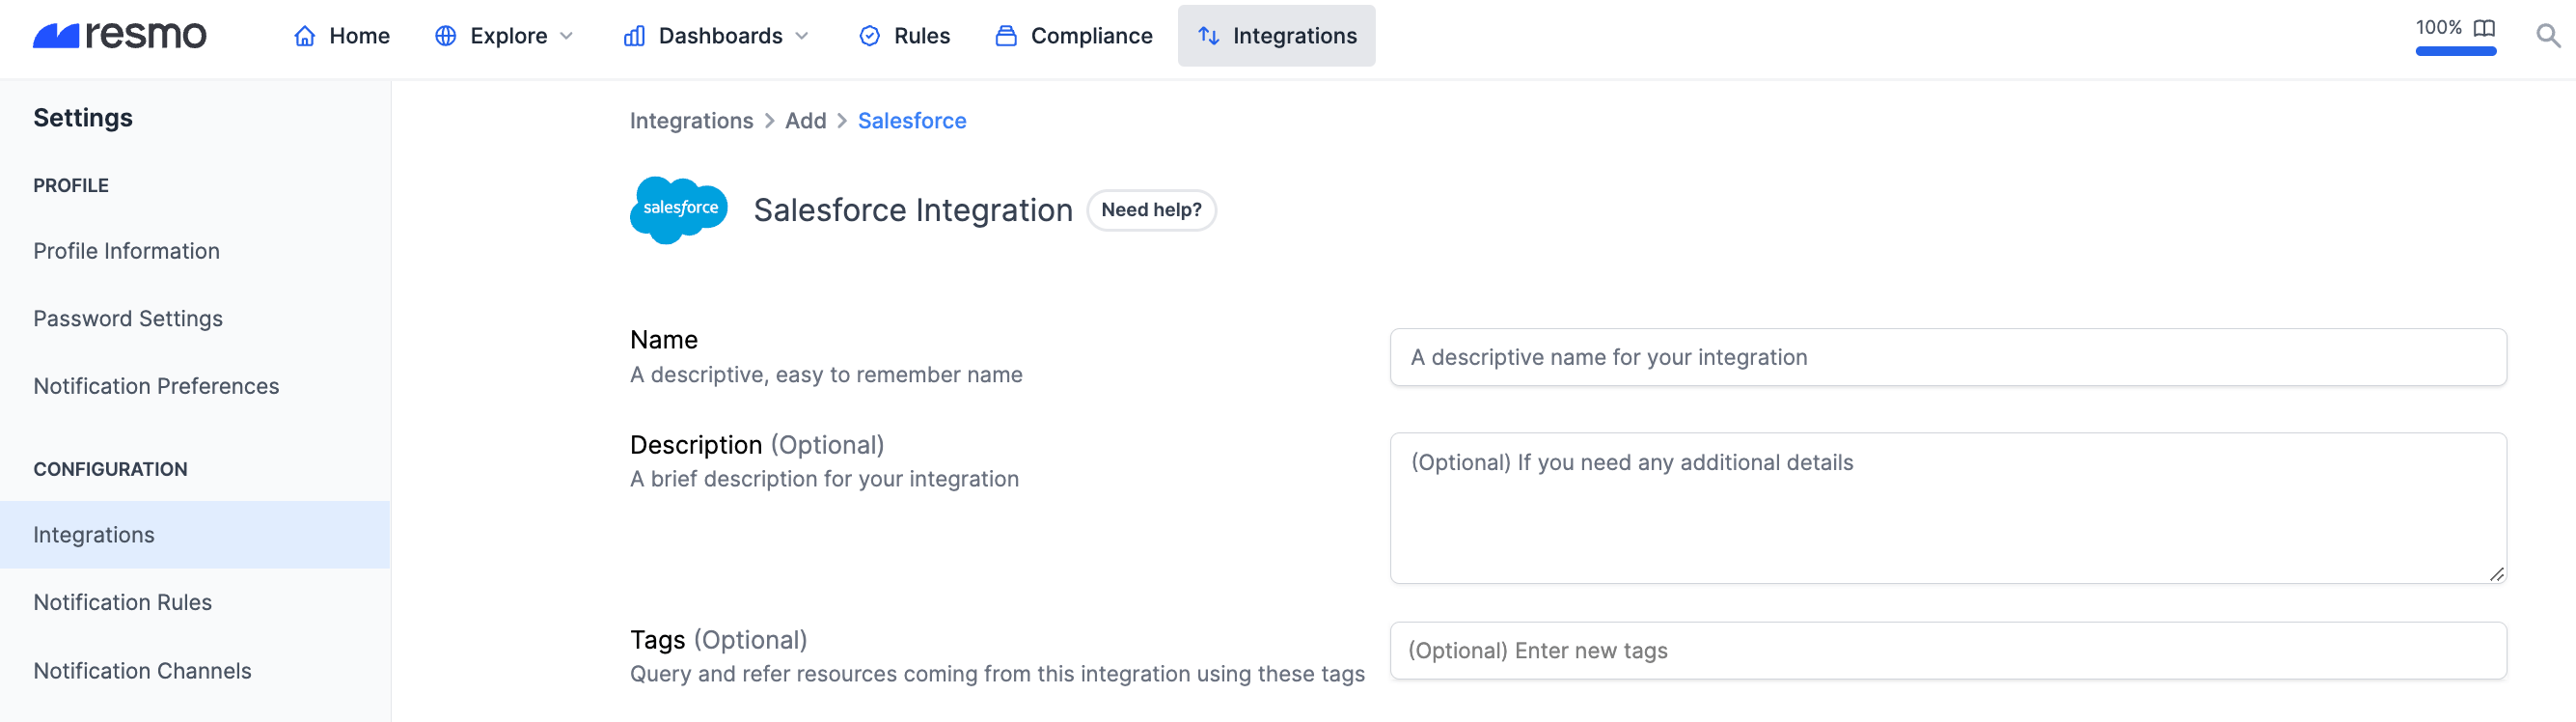 resmo
Home
Explore
Dashboards
Rules
Compliance
Integrations
100%
Settings
PROFILE
Profile Information
Password Settings
Notification Preferences
CONFIGURATION
Integrations
Notification Rules
Notification Channels
Integrations > Add > Salesforce
salesforce
Salesforce Integration
Need help?
Name
A descriptive, easy to remember name
A descriptive name for your integration
Description (Optional)
A brief description for your integration
(Optional) If you need any additional details
Tags (Optional)
Query and refer resources coming from this integration using these tags
(Optional) Enter new tags